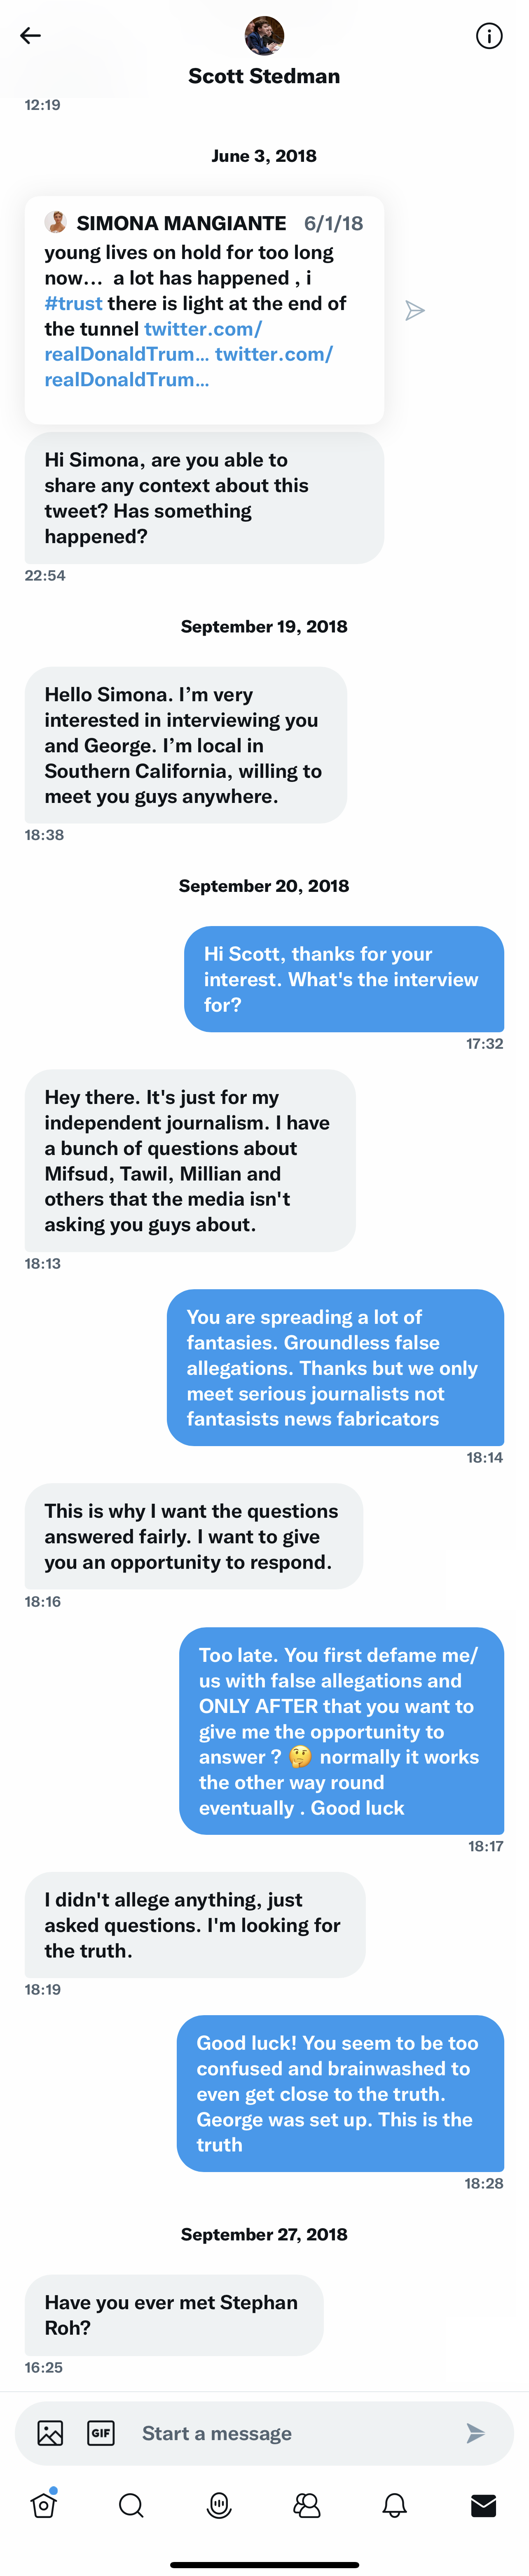 Scott Stedman
12:19
June 3, 2018
SIMONA MANGIANTE 6/1/18
young lives on hold for too long
now... a lot has happened , i
#trust there is light at the end of
the tunnel twitter.com/
realDonaldTrum... twitter.com/
realDonaldTrum...
Hi Simona, are you able to
share any context about this
tweet? Has something
happened?
22:54
September 19, 2018
Hello Simona. I’m very
interested in interviewing you
and George. I’m local in
Southern California, willing to
meet you guys anywhere.
18:38
September 20, 2018
Hi Scott, thanks for your
interest. What's the interview
for?
17:32
Hey there. It's just for my
independent journalism. I have
a bunch of questions about
Mifsud, Tawil, Millian and
others that the media isn't
asking you guys about.
18:13
You are spreading a lot of
fantasies. Groundless false
allegations. Thanks but we only
meet serious journalists not
fantasists news fabricators
18:14
This is why I want the questions
answered fairly. I want to give
you an opportunity to respond.
18:16
Too late. You first defame me/
us with false allegations and
ONLY AFTER that you want to
give me the opportunity to
answer ? 🤔 normally it works
the other way round
eventually . Good luck
18:17
I didn't allege anything, just
asked questions. I'm looking for
the truth.
18:19
Good luck! You seem to be too
confused and brainwashed to
even get close to the truth.
George was set up. This is the
truth
18:28
September 27, 2018
Have you ever met Stephan
Roh?
16:25
GIF Start a message